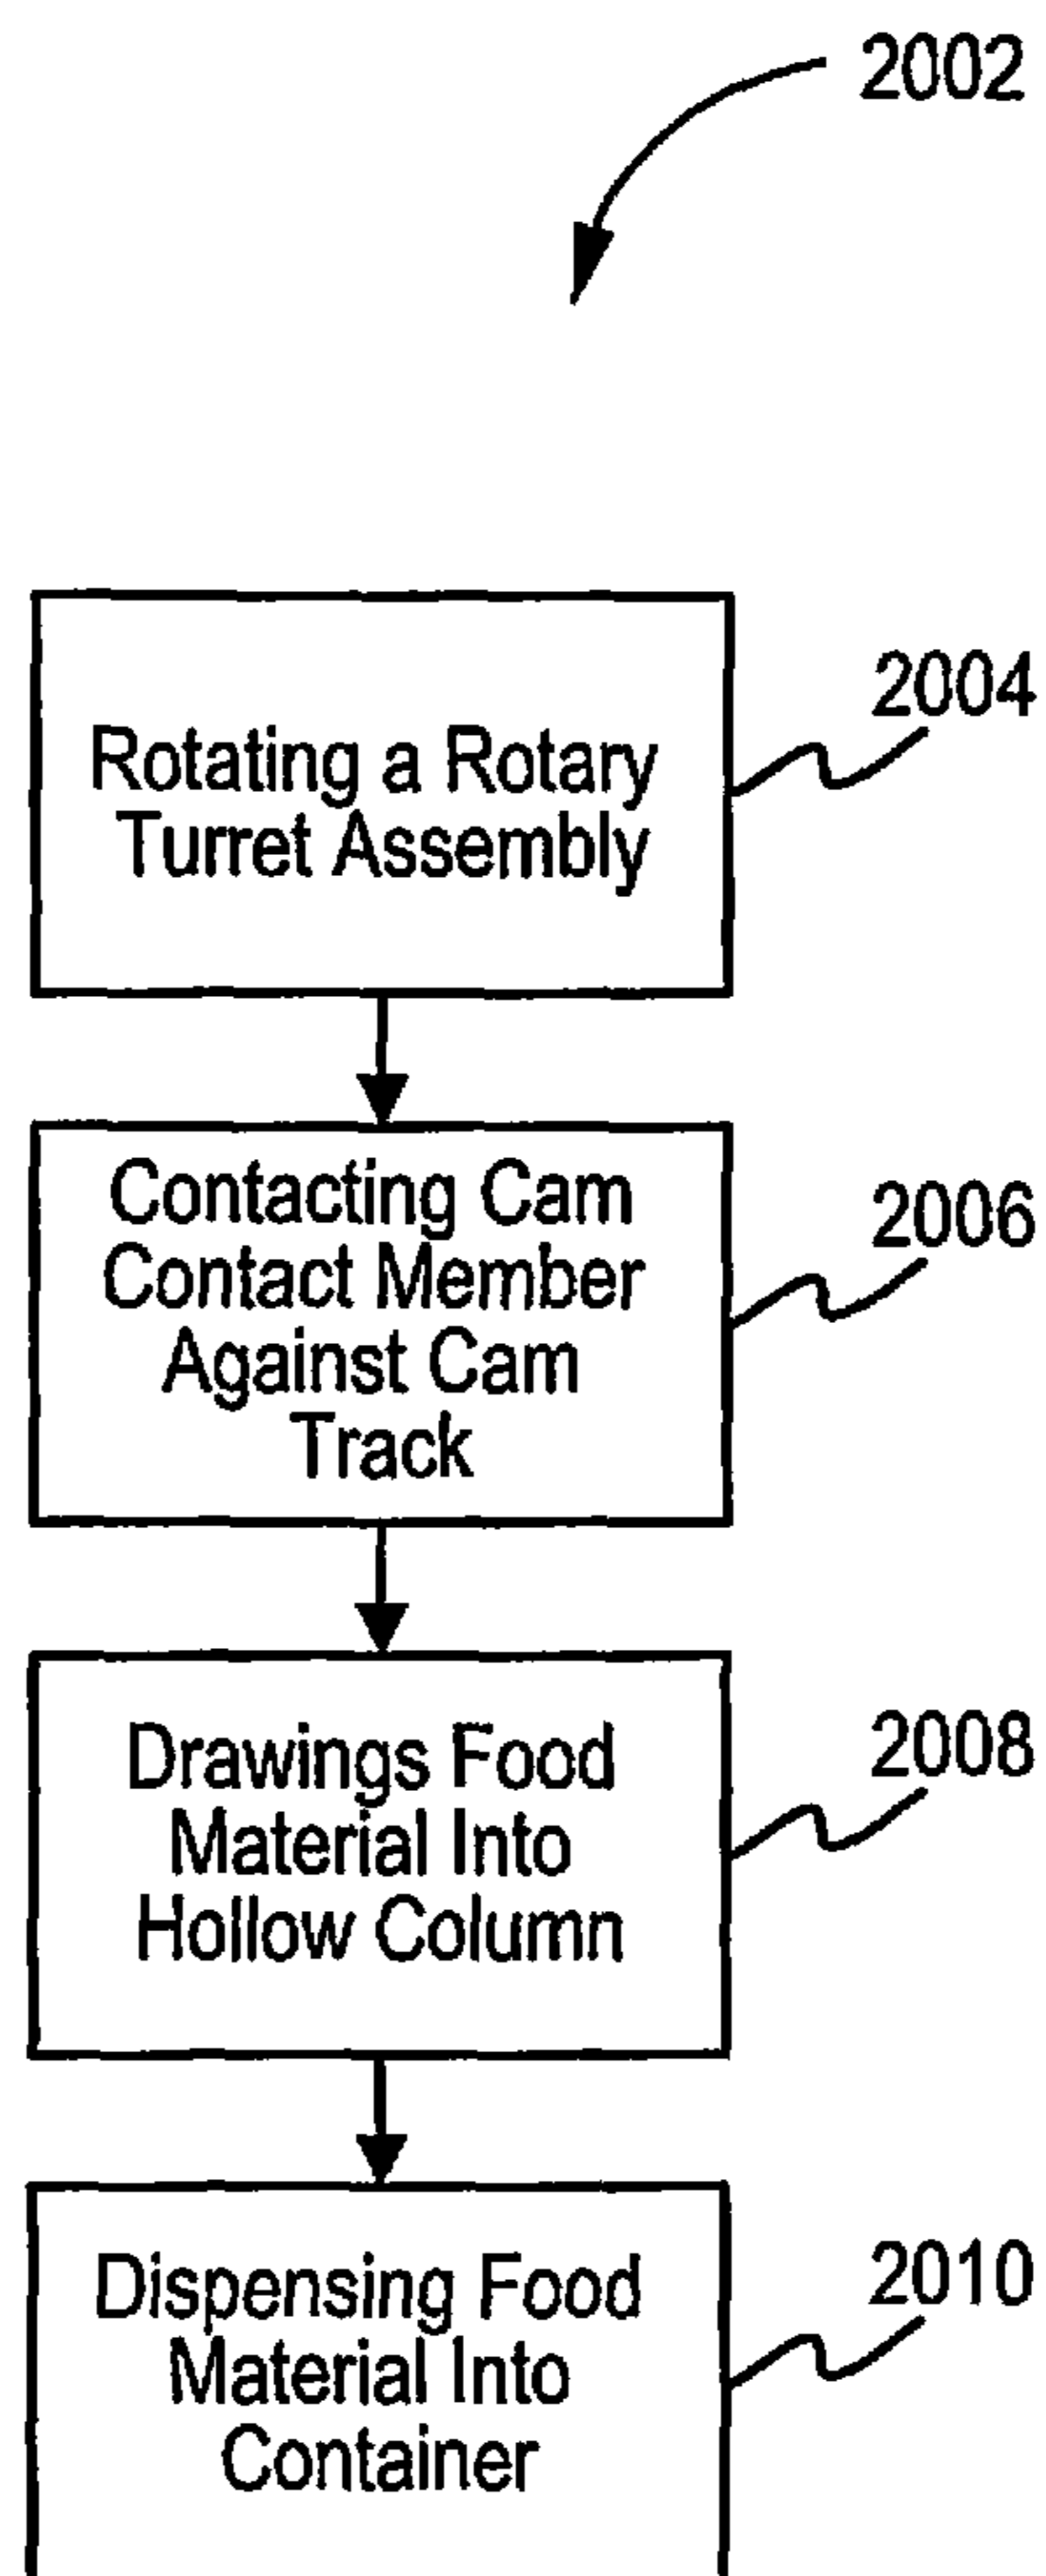 2002
Rotating a Rotary
Turret Assembly
2004
Contacting Cam
Contact Member
Against Cam
Track
2006
Drawings Food
Material Into
Hollow Column
2008
Dispensing Food
Material Into
Container
2010